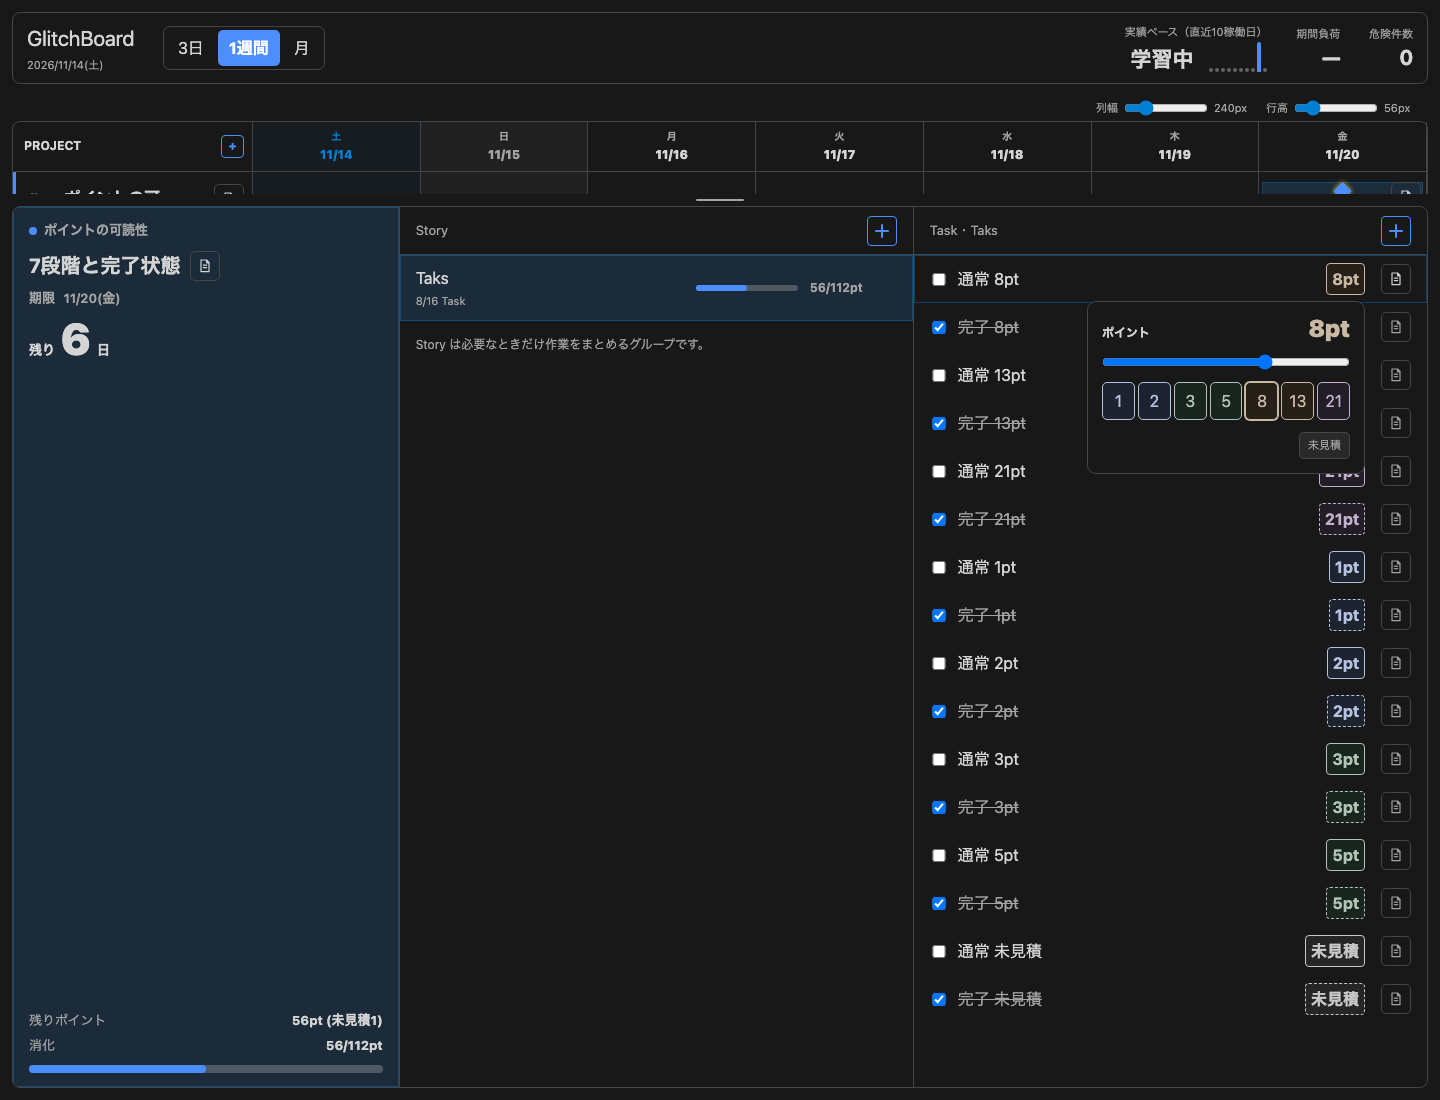 GlitchBoard
2026/11/14(土)
3日 1週間 月
実績ペース（直近10稼働日）
学習中
期間負荷
—
危険件数
0
列幅 240px 行高 56px
PROJECT +
土 11/14
日 11/15
月 11/16
火 11/17
水 11/18
木 11/19
金 11/20
ポイントの可
ポイントの可読性
7段階と完了状態
期限 11/20(金)
残り 6 日
残りポイント 56pt (未見積1)
消化 56/112pt
Story
Taks
8/16 Task
56/112pt
Story は必要なときだけ作業をまとめるグループです。
Task・Taks
通常 8pt 8pt
完了 8pt
ポイント 8pt
1 2 3 5 8 13 21
未見積
通常 13pt
完了 13pt
通常 21pt 21pt
完了 21pt 21pt
通常 1pt 1pt
完了 1pt 1pt
通常 2pt 2pt
完了 2pt 2pt
通常 3pt 3pt
完了 3pt 3pt
通常 5pt 5pt
完了 5pt 5pt
通常 未見積 未見積
完了 未見積 未見積